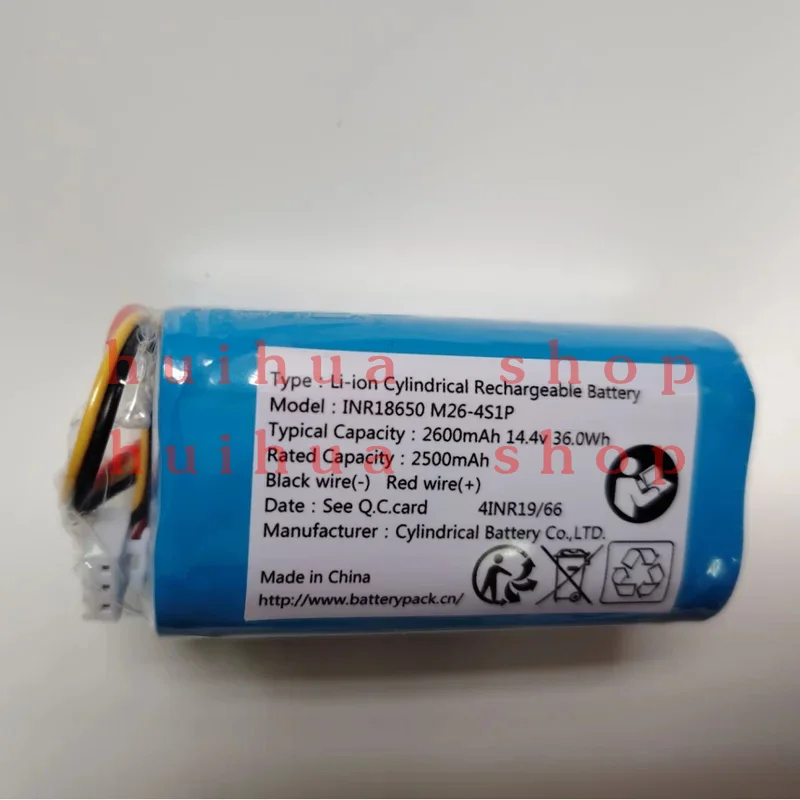 huihua shop
Type : Li-ion Cylindrical Rechargeable Battery
Model : INR18650 M26-4S1P
Typical Capacity : 2600mAh 14.4v 36.0Wh
huihua shop
Rated Capacity : 2500mAh
Black wire(-) Red wire(+)
Date : See Q.C.card 4INR19/66
Manufacturer : Cylindrical Battery Co.,LTD.
Made in China
http://www.batterypack.cn/